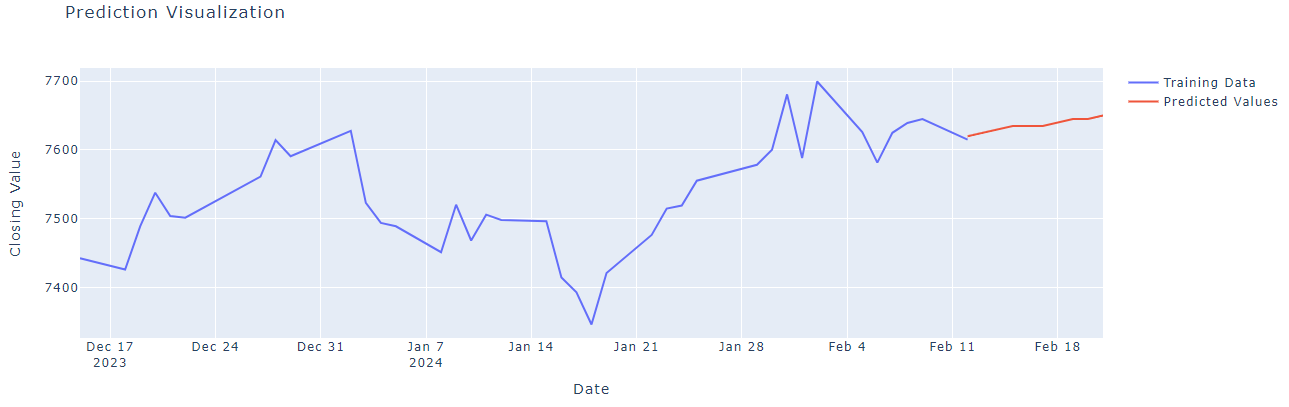 Prediction Visualization
7700
7600
7500
7400
Closing Value
Dec 17
2023
Dec 24
Dec 31
Jan 7
2024
Jan 14
Jan 21
Jan 28
Feb 4
Feb 11
Feb 18
Date
Training Data
Predicted Values